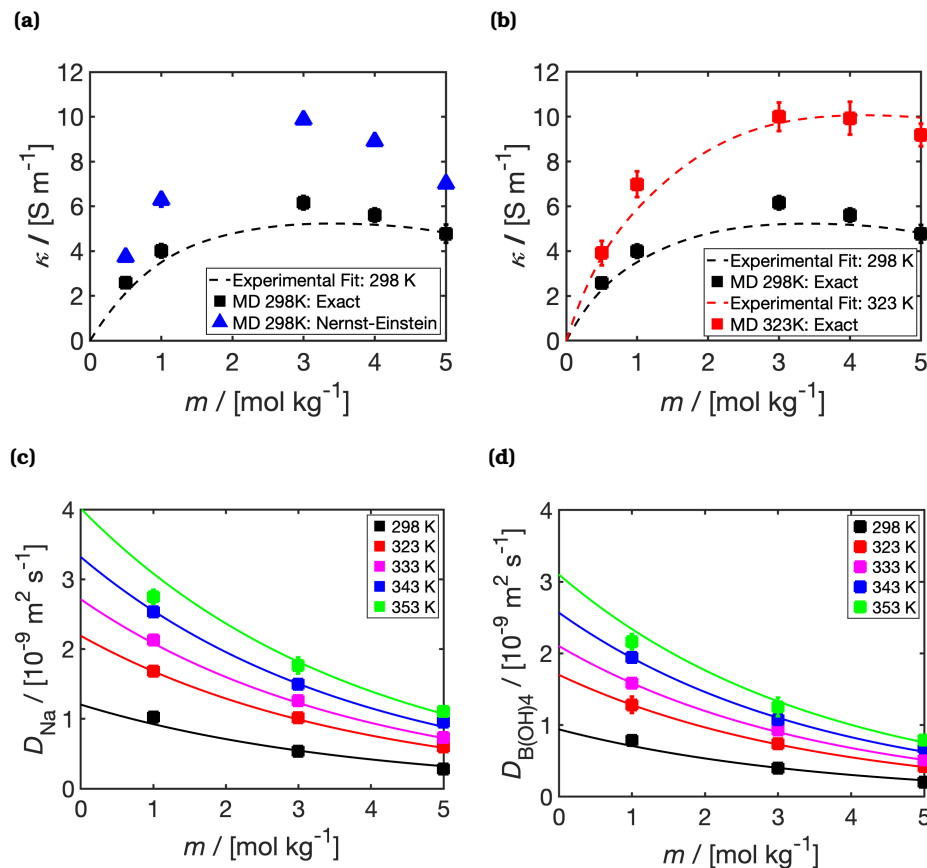 (a)
12
10
8
6
4
2
0
κ / [S m⁻¹]
Experimental Fit: 298 K
MD 298K: Exact
MD 298K: Nernst-Einstein
0 1 2 3 4 5
m / [mol kg⁻¹]
(b)
12
10
8
6
4
2
0
κ / [S m⁻¹]
Experimental Fit: 298 K
MD 298K: Exact
Experimental Fit: 323 K
MD 323K: Exact
0 1 2 3 4 5
m / [mol kg⁻¹]
(c)
4
3
2
1
0
D_Na / [10⁻⁹ m² s⁻¹]
298 K
323 K
333 K
343 K
353 K
0 1 2 3 4 5
m / [mol kg⁻¹]
(d)
4
3
2
1
0
D_B(OH)4 / [10⁻⁹ m² s⁻¹]
298 K
323 K
333 K
343 K
353 K
0 1 2 3 4 5
m / [mol kg⁻¹]